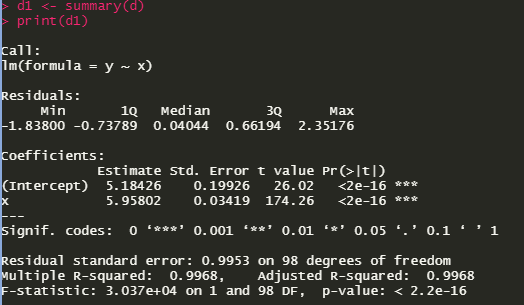 > d1 <- summary(d)
> print(d1)
Call:
lm(formula = y ~ x)
Residuals:
Min 1Q Median 3Q Max
-1.83800 -0.73789 0.04044 0.66194 2.35176
Coefficients:
Estimate Std. Error t value Pr(>|t|)
(Intercept) 5.18426 0.19926 26.02 <2e-16 ***
x 5.95802 0.03419 174.26 <2e-16 ***
---
Signif. codes: 0 ‘***’ 0.001 ‘**’ 0.01 ‘*’ 0.05 ‘.’ 0.1 ‘ ’ 1
Residual standard error: 0.9953 on 98 degrees of freedom
Multiple R-squared: 0.9968, Adjusted R-squared: 0.9968
F-statistic: 3.037e+04 on 1 and 98 DF, p-value: < 2.2e-16